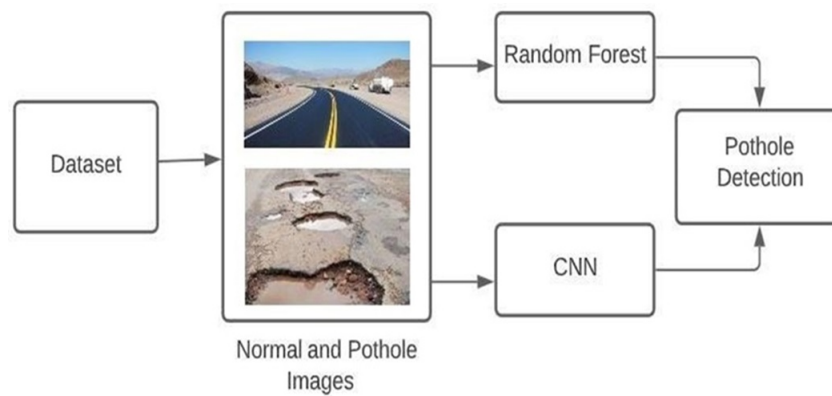 Dataset
Normal and Pothole
Images
Random Forest
CNN
Pothole
Detection